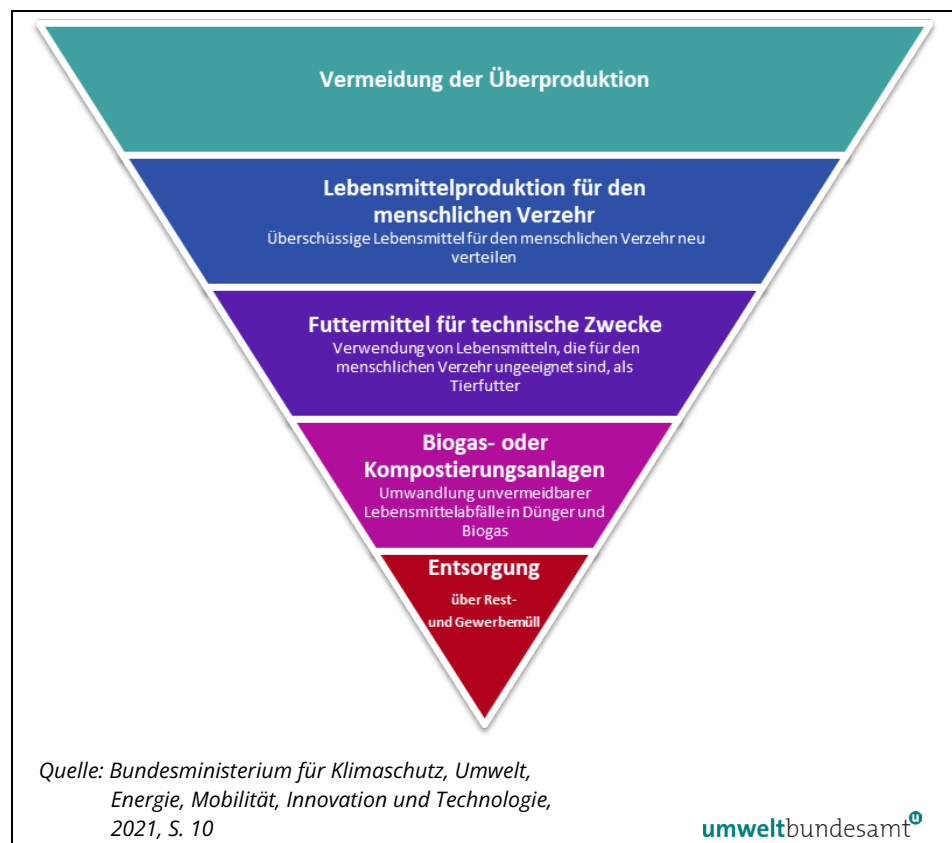 Vermeidung der Überproduktion
Lebensmittelproduktion für den
menschlichen Verzehr
Überschüssige Lebensmittel für den menschlichen Verzehr neu
verteilen
Futtermittel für technische Zwecke
Verwendung von Lebensmitteln, die für den
menschlichen Verzehr ungeeignet sind, als
Tierfutter
Biogas- oder
Kompostierungsanlagen
Umwandlung unvermeidbarer
Lebensmittelabfälle in Dünger und
Biogas
Entsorgung
über Rest-
und Gewerbemüll
Quelle: Bundesministerium für Klimaschutz, Umwelt,
Energie, Mobilität, Innovation und Technologie,
2021, S. 10
umweltbundesamt u